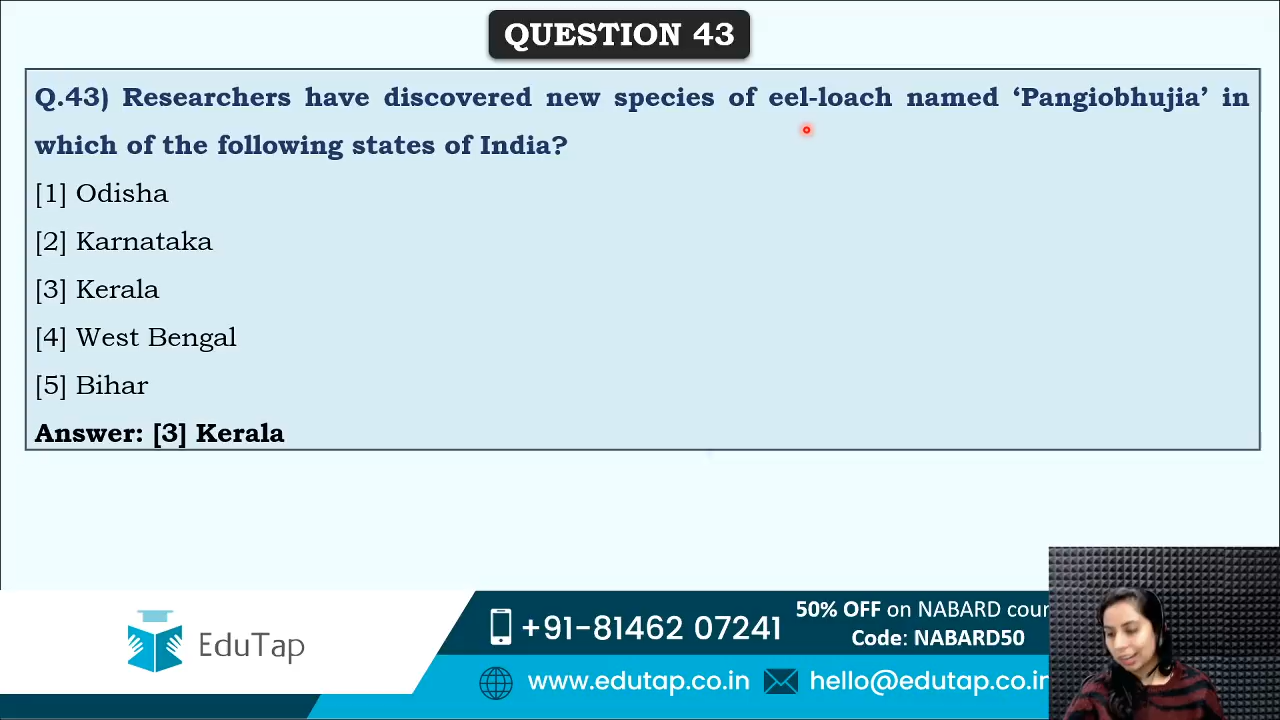 QUESTION 43
Q.43) Researchers have discovered new species of eel-loach named ‘Pangiobhujia’ in
which of the following states of India?
[1] Odisha
[2] Karnataka
[3] Kerala
[4] West Bengal
[5] Bihar
Answer: [3] Kerala
EduTap
+91-81462 07241
50% OFF on NABARD cour
Code: NABARD50
www.edutap.co.in
hello@edutap.co.in